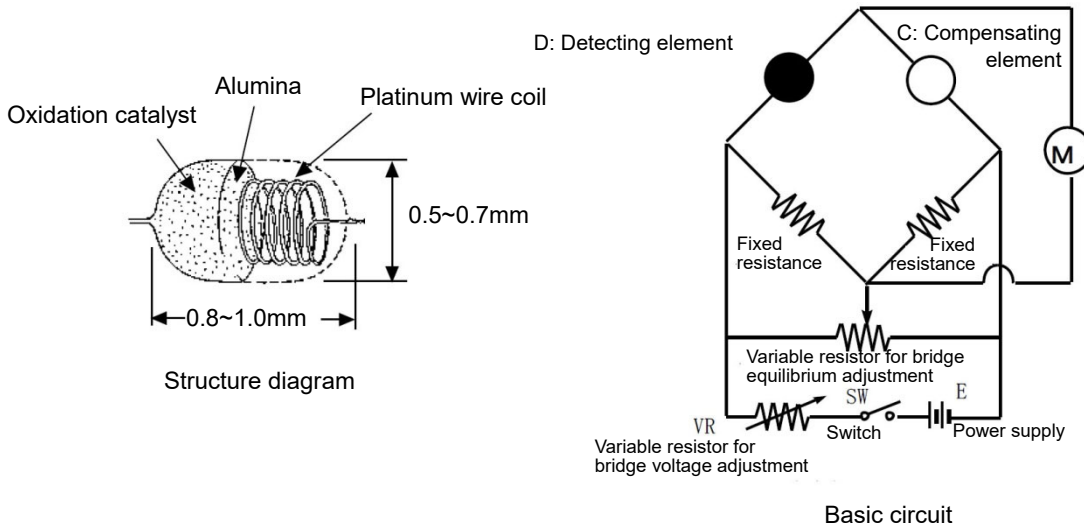 Oxidation catalyst
Alumina
Platinum wire coil
0.5~0.7mm
0.8~1.0mm
Structure diagram
D: Detecting element
C: Compensating
element
M
Fixed
resistance
Fixed
resistance
Variable resistor for bridge
equilibrium adjustment
VR
SW
E
Switch
Power supply
Variable resistor for
bridge voltage adjustment
Basic circuit